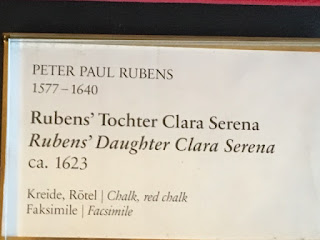 PETER PAUL RUBENS
1577–1640
Rubens' Tochter Clara Serena
Rubens' Daughter Clara Serena
ca. 1623
Kreide, Rötel | Chalk, red chalk
Faksimile | Facsimile